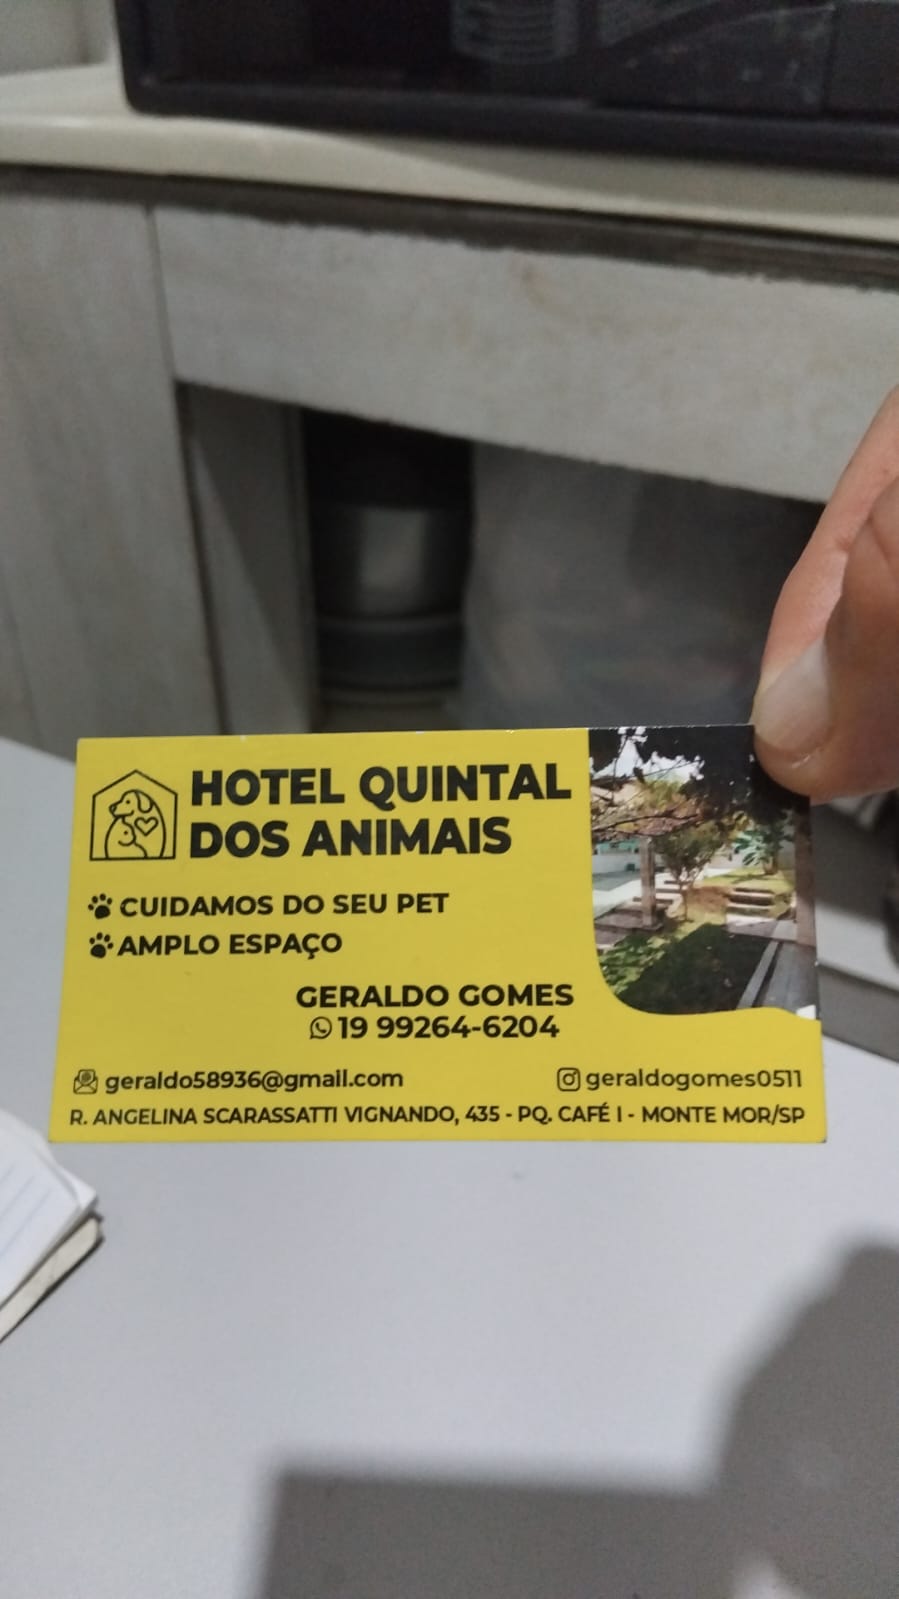 HOTEL QUINTAL
DOS ANIMAIS
CUIDAMOS DO SEU PET
AMPLO ESPAÇO
GERALDO GOMES
19 99264-6204
geraldo58936@gmail.com
geraldogomes0511
R. ANGELINA SCARASSATTI VIGNANDO, 435 - PQ. CAFÉ I - MONTE MOR/SP